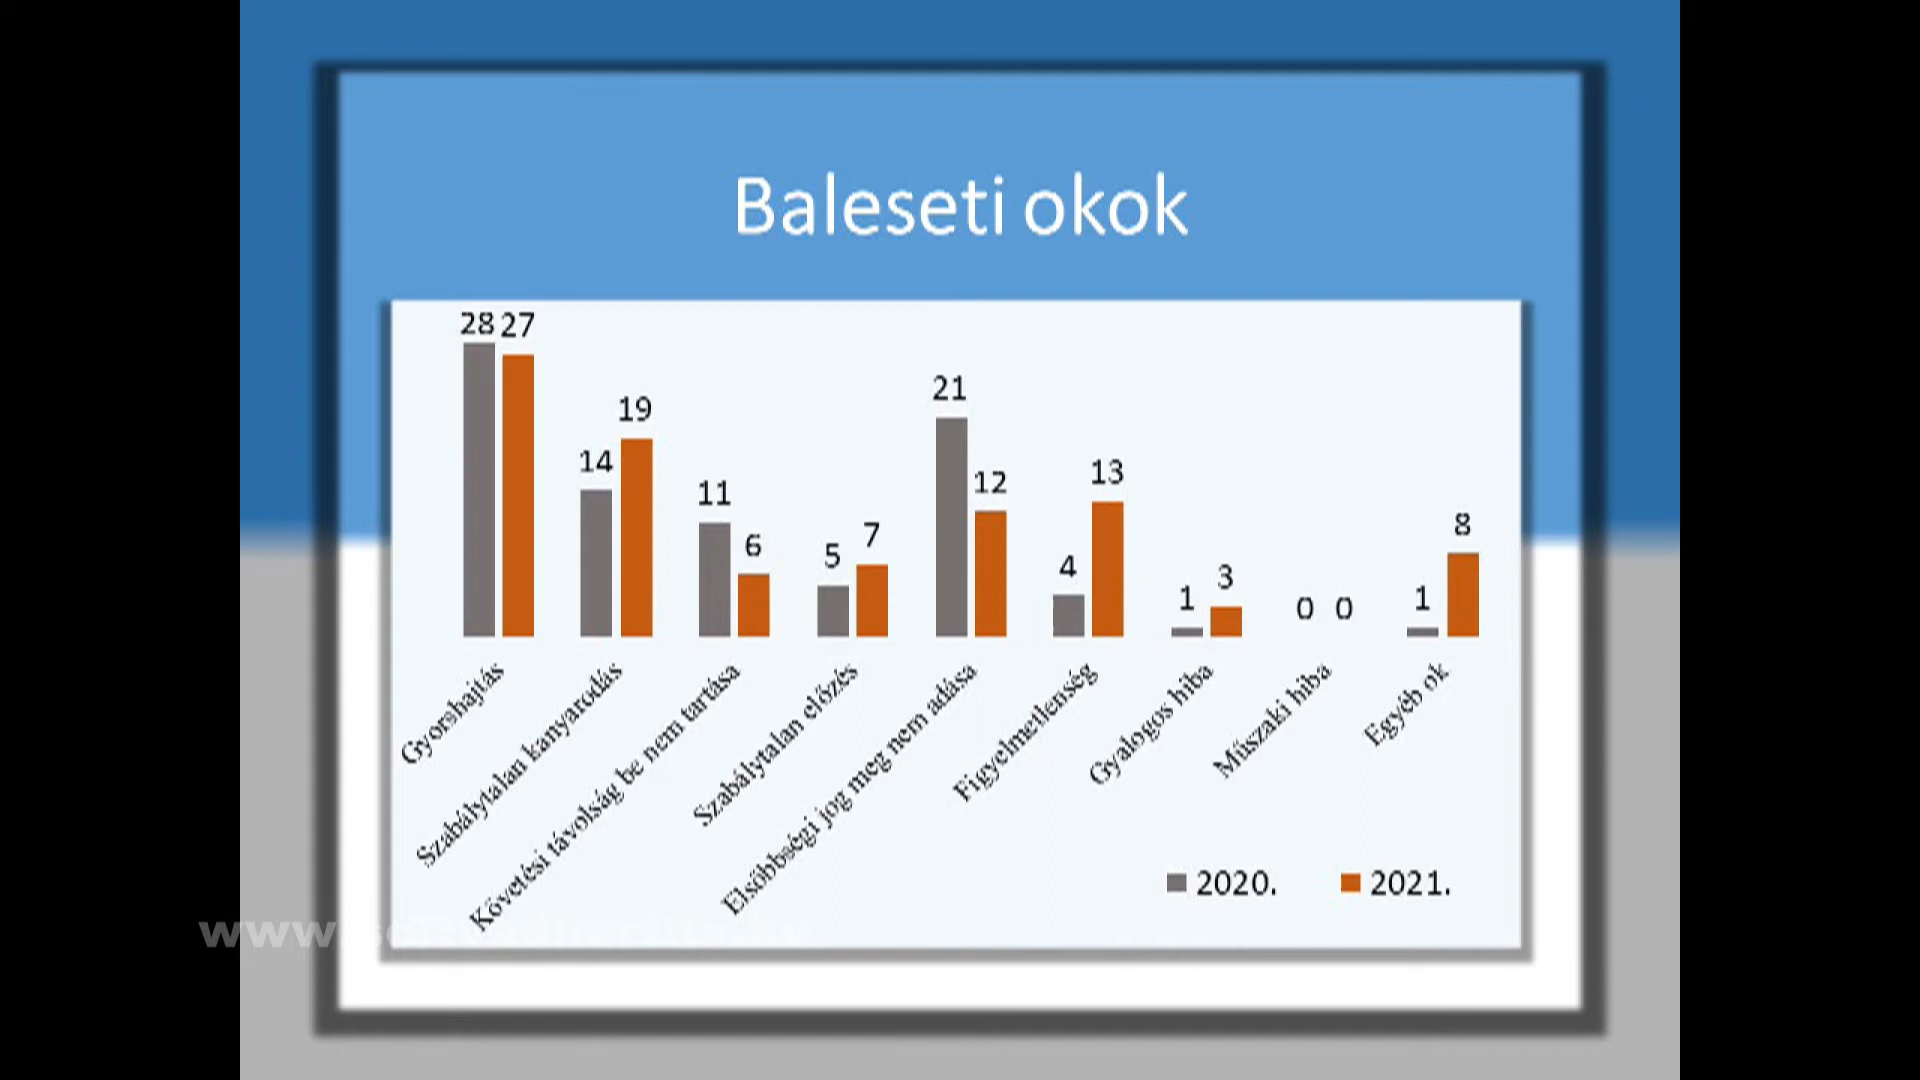 Baleseti okok
28 27
14 19
11 6
5 7
21 12
4 13
1 3
0 0
1 8
Gyorshajtás
Szabálytalan kanyarodás
Követési távolság be nem tartása
Szabálytalan előzés
Elsőbbségi jog meg nem adása
Figyelmetlenség
Gyalogos hiba
Műszaki hiba
Egyéb ok
2020. 2021.